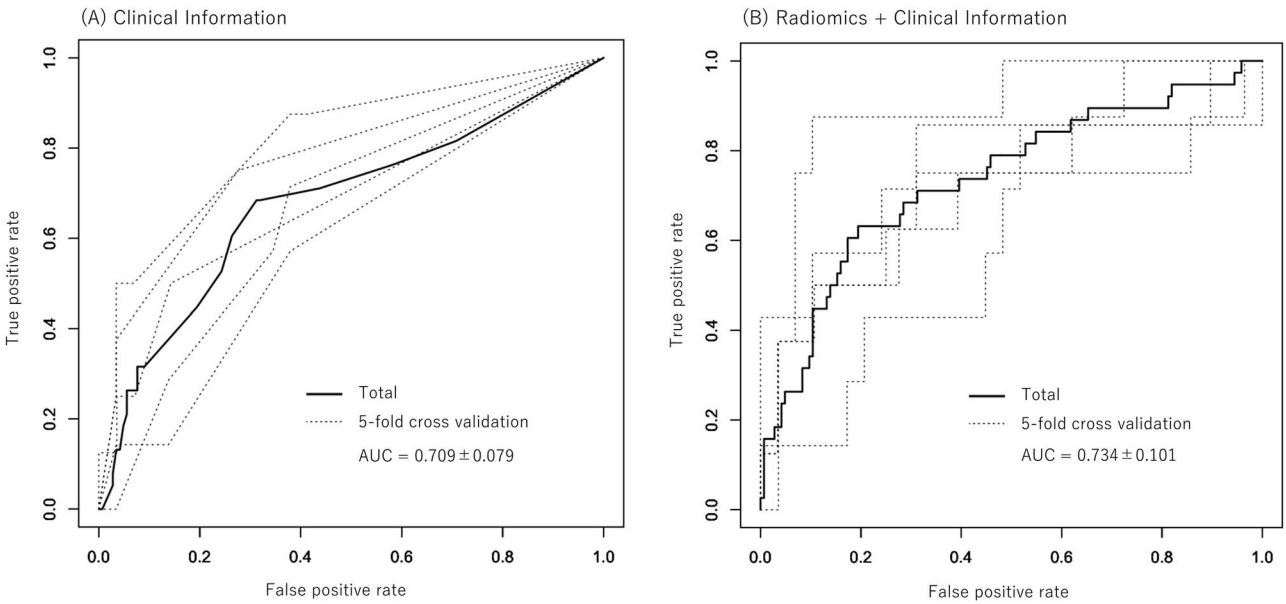 (A) Clinical Information
True positive rate
1.0
0.8
0.6
0.4
0.2
0.0
Total
5-fold cross validation
AUC = 0.709±0.079
0.0 0.2 0.4 0.6 0.8 1.0
False positive rate
(B) Radiomics + Clinical Information
True positive rate
1.0
0.8
0.6
0.4
0.2
0.0
Total
5-fold cross validation
AUC = 0.734±0.101
0.0 0.2 0.4 0.6 0.8 1.0
False positive rate